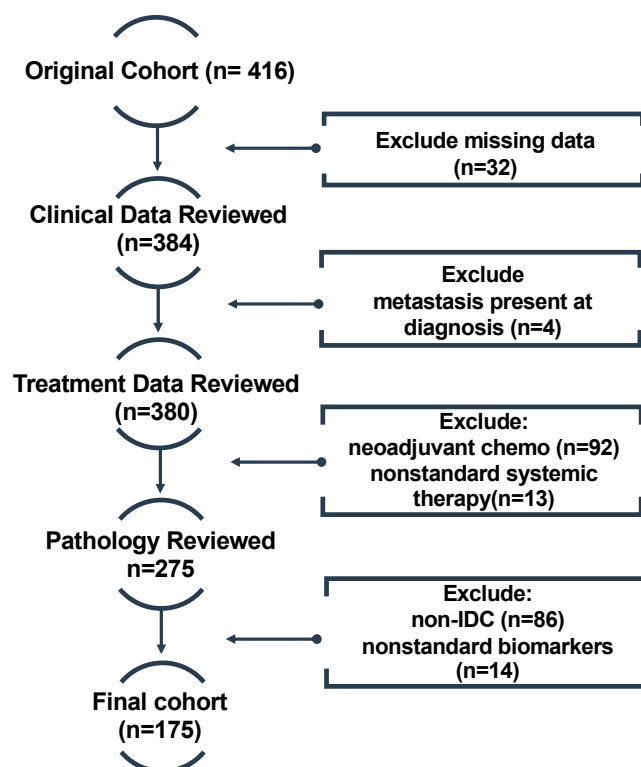 Original Cohort (n= 416)
Exclude missing data
(n=32)
Clinical Data Reviewed
(n=384)
Exclude
metastasis present at
diagnosis (n=4)
Treatment Data Reviewed
(n=380)
Exclude:
neoadjuvant chemo (n=92)
nonstandard systemic
therapy(n=13)
Pathology Reviewed
n=275
Exclude:
non-IDC (n=86)
nonstandard biomarkers
(n=14)
Final cohort
(n=175)